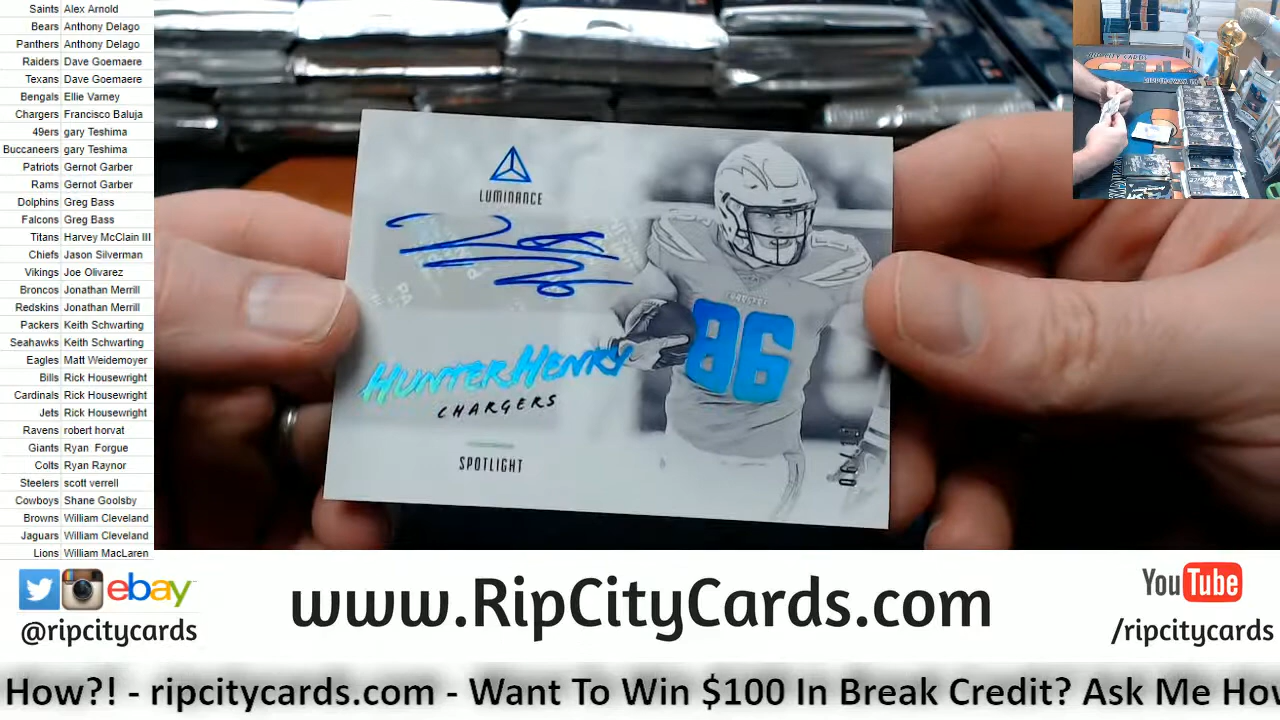 Saints Alex Arnold
Bears Anthony Delago
Panthers Anthony Delago
Raiders Dave Goemaere
Texans Dave Goemaere
Bengals Ellie Varney
Chargers Francisco Baluja
49ers gary Teshima
Buccaneers gary Teshima
Patriots Gernot Garber
Rams Gernot Garber
Dolphins Greg Bass
Falcons Greg Bass
Titans Harvey McClain III
Chiefs Jason Silverman
Vikings Joe Olivarez
Broncos Jonathan Merrill
Redskins Jonathan Merrill
Packers Keith Schwarting
Seahawks Keith Schwarting
Eagles Matt Weidemoyer
Bills Rick Housewright
Cardinals Rick Housewright
Jets Rick Housewright
Ravens robert horvat
Giants Ryan Forgue
Colts Ryan Raynor
Steelers scott verrell
Cowboys Shane Goolsby
Browns William Cleveland
Jaguars William Cleveland
Lions William MacLaren
LUMINANCE
HUNTER HENRY
CHARGERS
SPOTLIGHT
86
ebay
@ripcitycards
www.RipCityCards.com
YouTube
/ripcitycards
How?! - ripcitycards.com - Want To Win $100 In Break Credit? Ask Me How